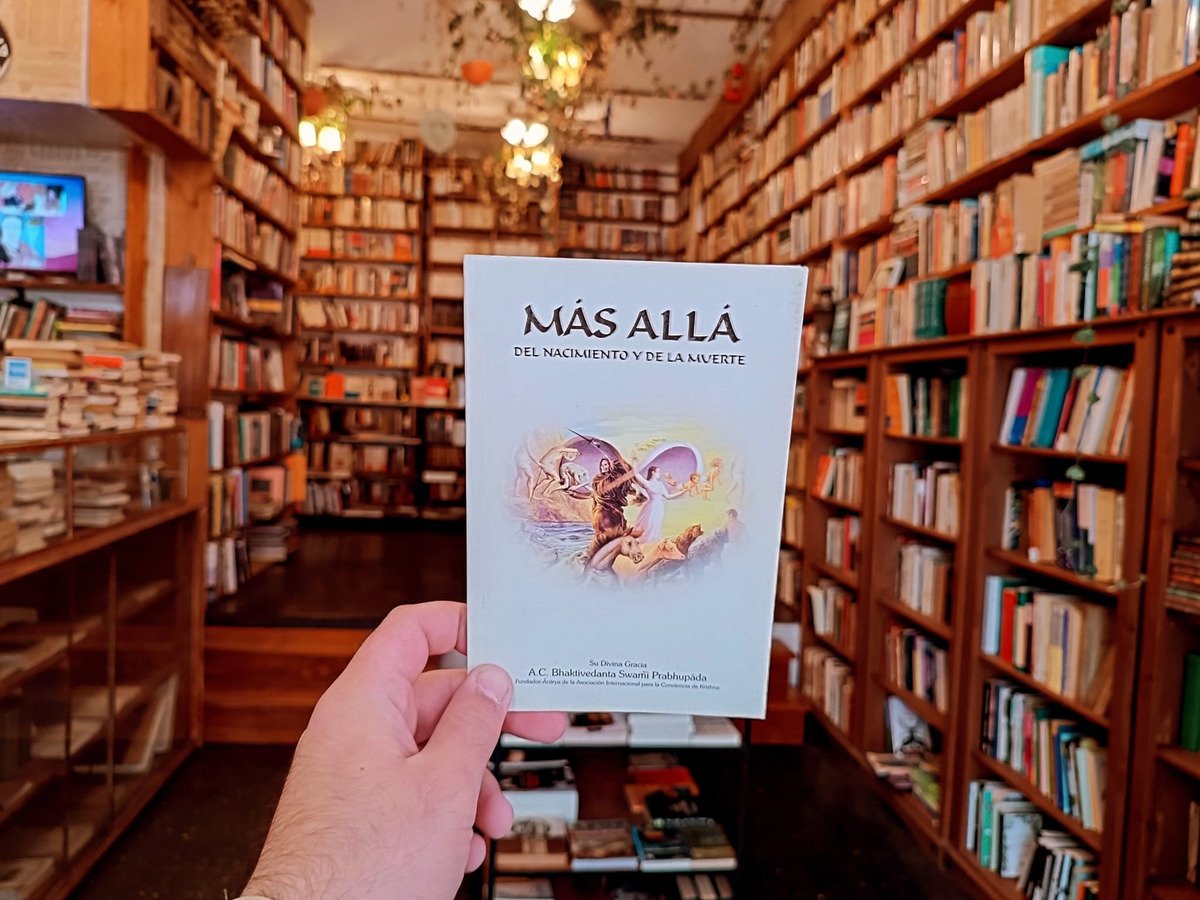 MÁS ALLÁ
DEL NACIMIENTO Y DE LA MUERTE
Su Divina Gracia
A.C. Bhaktivedanta Swami Prabhupāda
Fundador-Ācārya de la Asociación Internacional para la Conciencia de Krishna